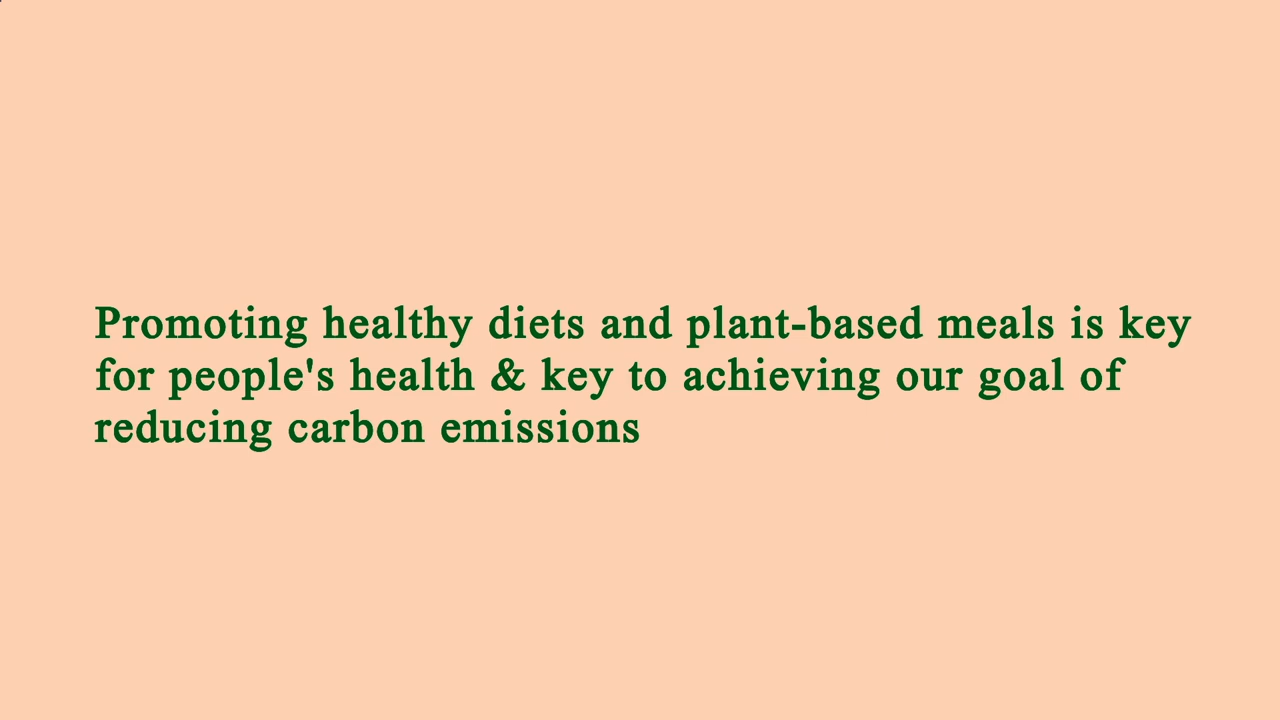 Promoting healthy diets and plant-based meals is key
for people's health & key to achieving our goal of
reducing carbon emissions